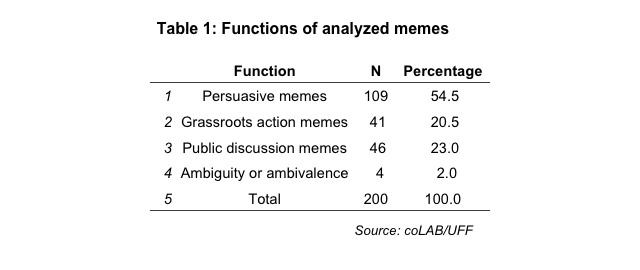 Table 1: Functions of analyzed memes
Function N Percentage
1 Persuasive memes 109 54.5
2 Grassroots action memes 41 20.5
3 Public discussion memes 46 23.0
4 Ambiguity or ambivalence 4 2.0
5 Total 200 100.0
Source: coLAB/UFF